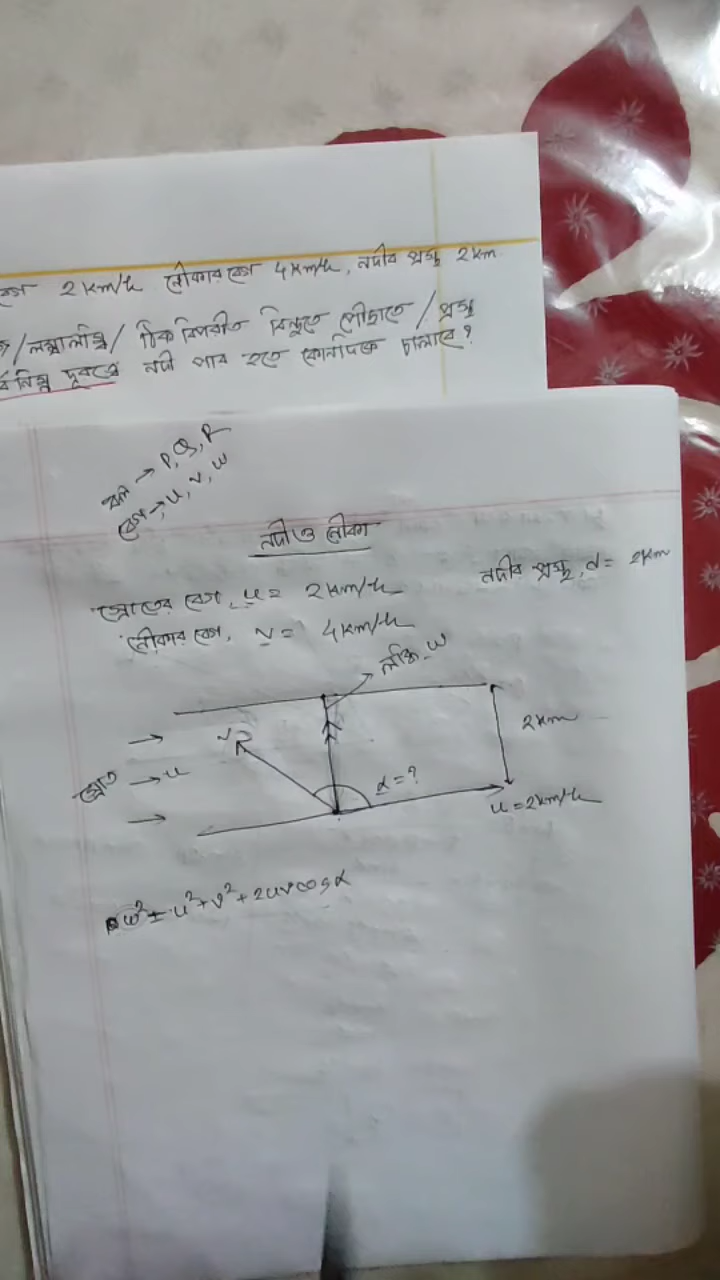 2 km/h নৌকার বেগ 4 km/h, নদীর প্রস্থ 2 km
/লম্বালম্বি/ ঠিক বিপরীত বিন্দুতে পৌছাতে / প্রস্থ
দূরত্বে নদী পার হতে কোনদিকে চালাবে?
বল → P, Q, R
বেগ → u, v, w
নদী ও নৌকা
স্রোতের বেগ, u = 2 km/h
নদীর প্রস্থ, d = 2 km
নৌকার বেগ, v = 4 km/h
লব্ধি, w
v
2 km
স্রোত → u
α = ?
u = 2 km/h
w² = u² + v² + 2uv cos α